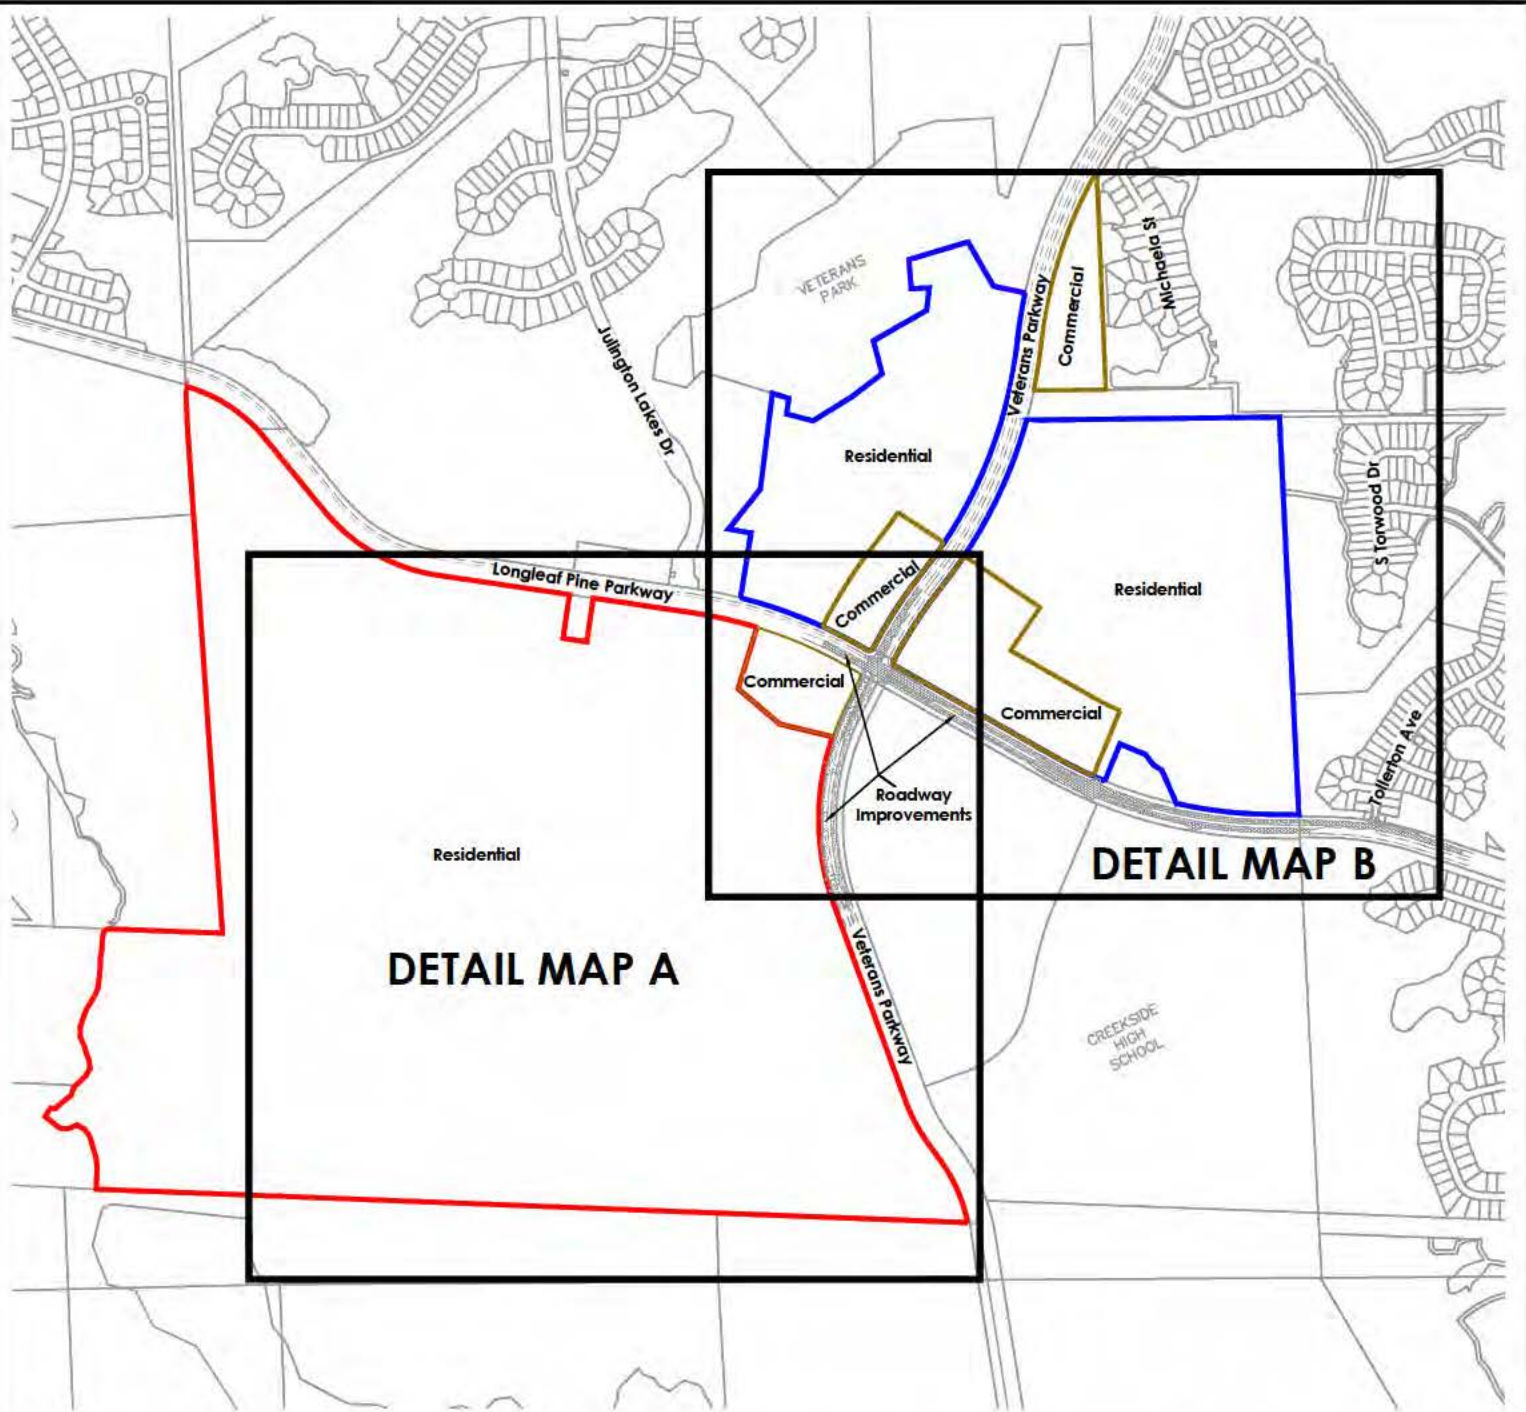 VETERANS
PARK
Michaela St
Veterans Parkway
Commercial
Julington Lakes Dr
Residential
S Torwood Dr
Longleaf Pine Parkway
Commercial
Residential
Commercial
Commercial
Tollerton Ave
Roadway
Improvements
Residential
DETAIL MAP B
DETAIL MAP A
Veterans Parkway
CREEKSIDE
HIGH
SCHOOL